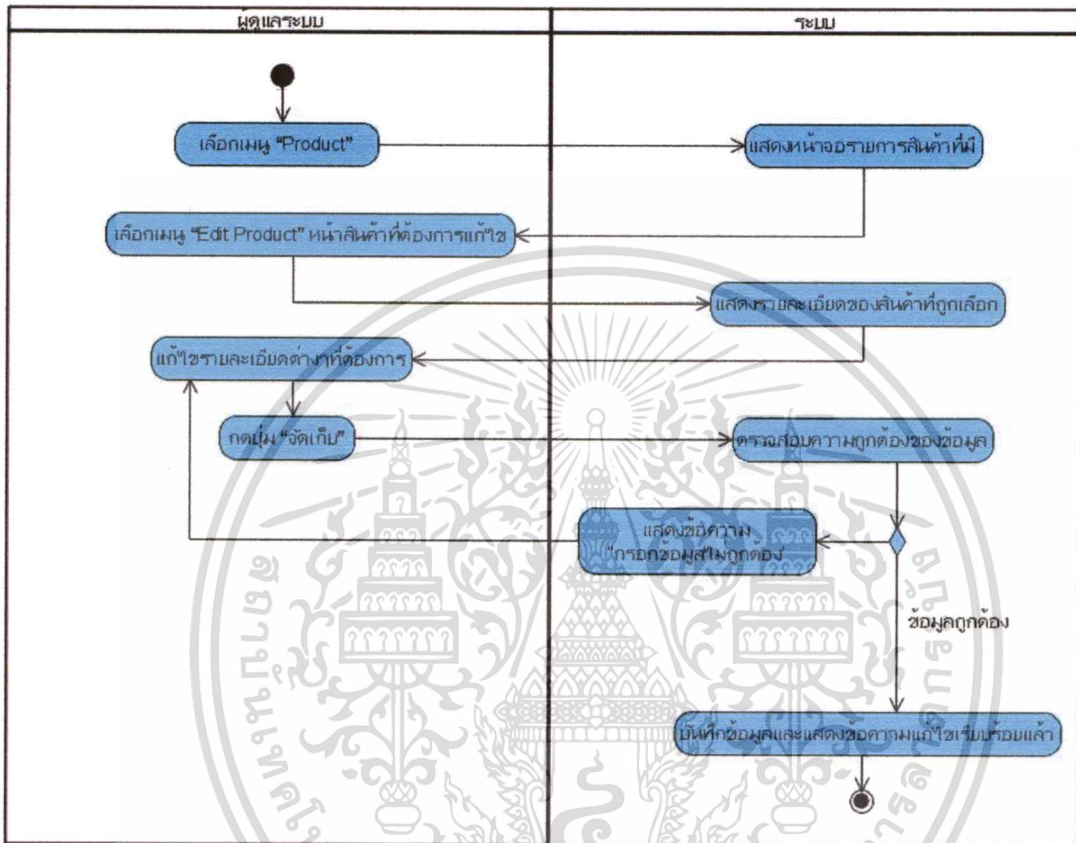 ผู้ดูแลระบบ
ระบบ
เลือกเมนู "Product"
แสดงหน้าจอรายการสินค้าที่มี
เลือกเมนู "Edit Product" หน้าสินค้าที่ต้องการแก้ไข
แสดงรายละเอียดของสินค้าที่ถูกเลือก
แก้ไขรายละเอียดต่างๆที่ต้องการ
กดปุ่ม "จัดเก็บ"
ตรวจสอบความถูกต้องของข้อมูล
แสดงข้อความ
"กรอกข้อมูลไม่ถูกต้อง"
ข้อมูลถูกต้อง
บันทึกข้อมูลและแสดงข้อความแก้ไขเรียบร้อยแล้ว